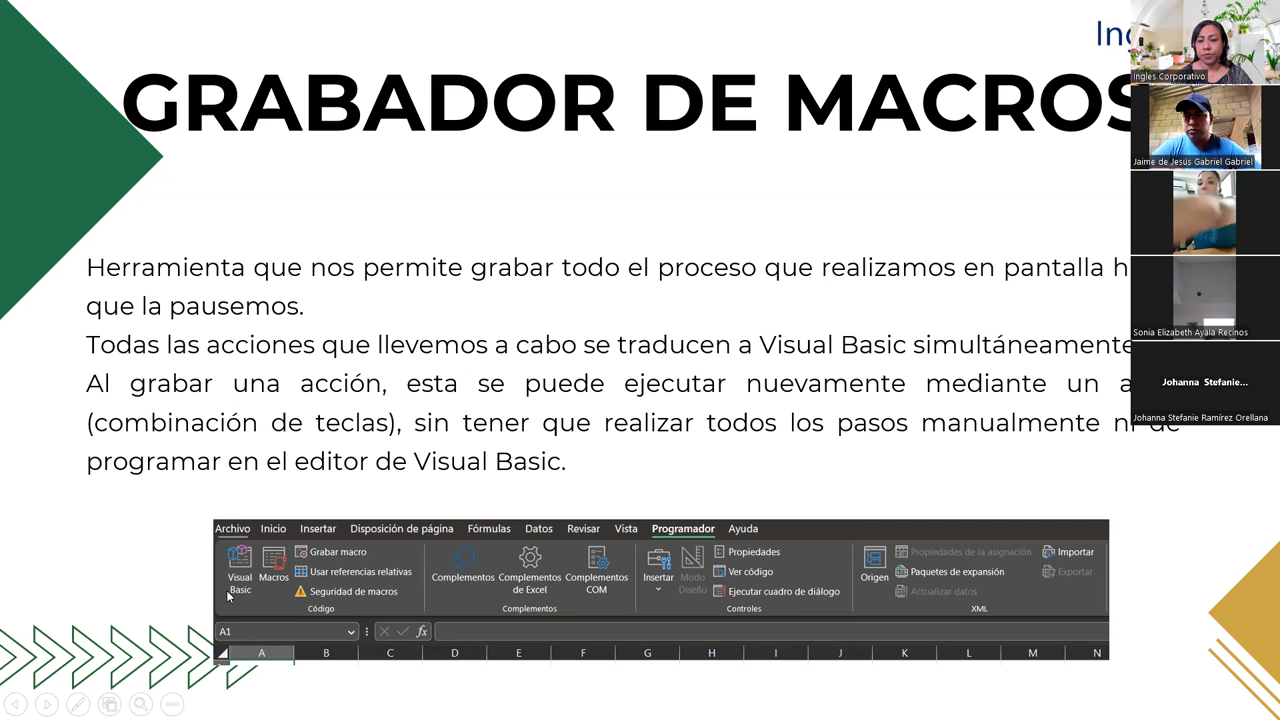 GRABADOR DE MACROS
Herramienta que nos permite grabar todo el proceso que realizamos en pantalla
que la pausemos.
Todas las acciones que llevemos a cabo se traducen a Visual Basic simultáneamente
Al grabar una acción, esta se puede ejecutar nuevamente mediante un
(combinación de teclas), sin tener que realizar todos los pasos manualmente ni de
programar en el editor de Visual Basic.
Archivo Inicio Insertar Disposición de página Fórmulas Datos Revisar Vista Programador Ayuda
Visual Basic
Macros
Grabar macro
Usar referencias relativas
Seguridad de macros
Código
Complementos
Complementos de Excel
Complementos COM
Complementos
Insertar
Modo Diseño
Propiedades
Ver código
Ejecutar cuadro de diálogo
Controles
Origen
Propiedades de la asignación
Paquetes de expansión
Actualizar datos
Importar
Exportar
XML
A1
fx
A B C D E F G H I J K L M N
Ingles Corporativo
Jaime de Jesús Gabriel Gabriel
Sonia Elizabeth Ayala Recinos
Johanna Stefanie...
Johanna Stefanie Ramírez Orellana